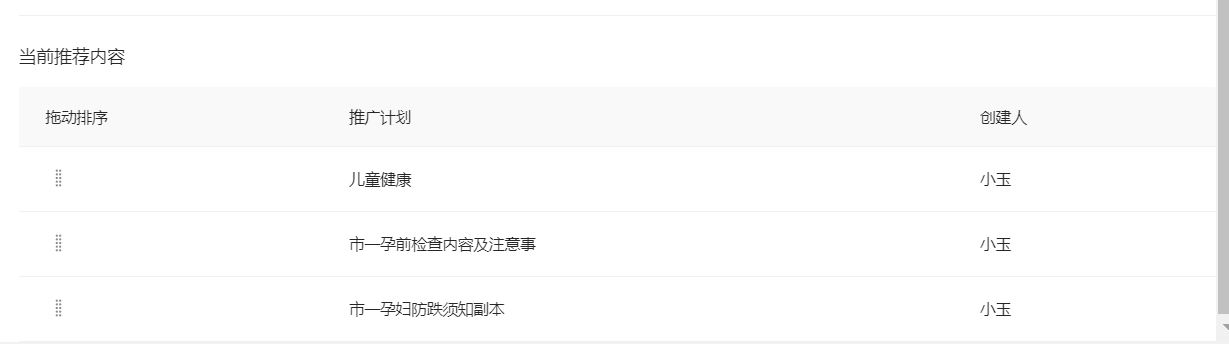 当前推荐内容
拖动排序 推广计划 创建人
儿童健康 小玉
市一孕前检查内容及注意事 小玉
市一孕妇防跌须知副本 小玉